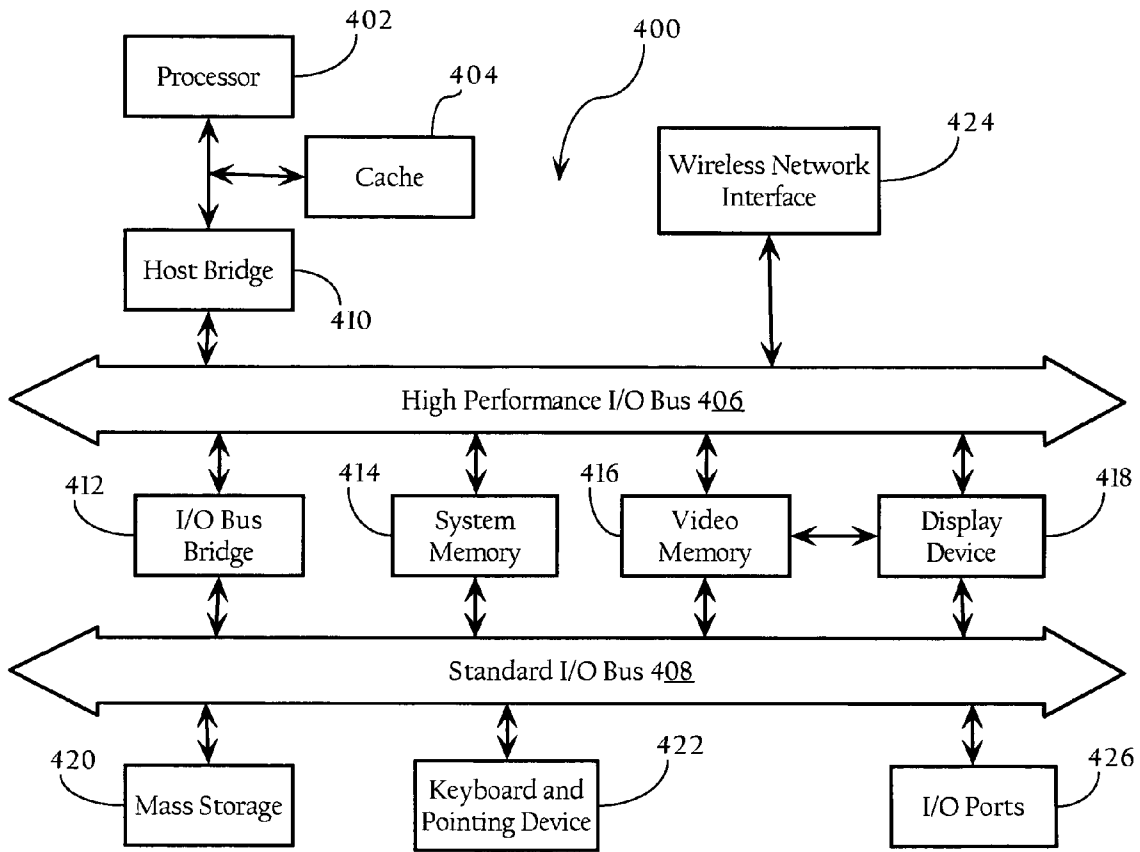 402
400
Processor
404
424
Cache
Wireless Network
Interface
Host Bridge
410
High Performance I/O Bus 406
412
414
416
418
I/O Bus
Bridge
System
Memory
Video
Memory
Display
Device
Standard I/O Bus 408
420
422
426
Mass Storage
Keyboard and
Pointing Device
I/O Ports